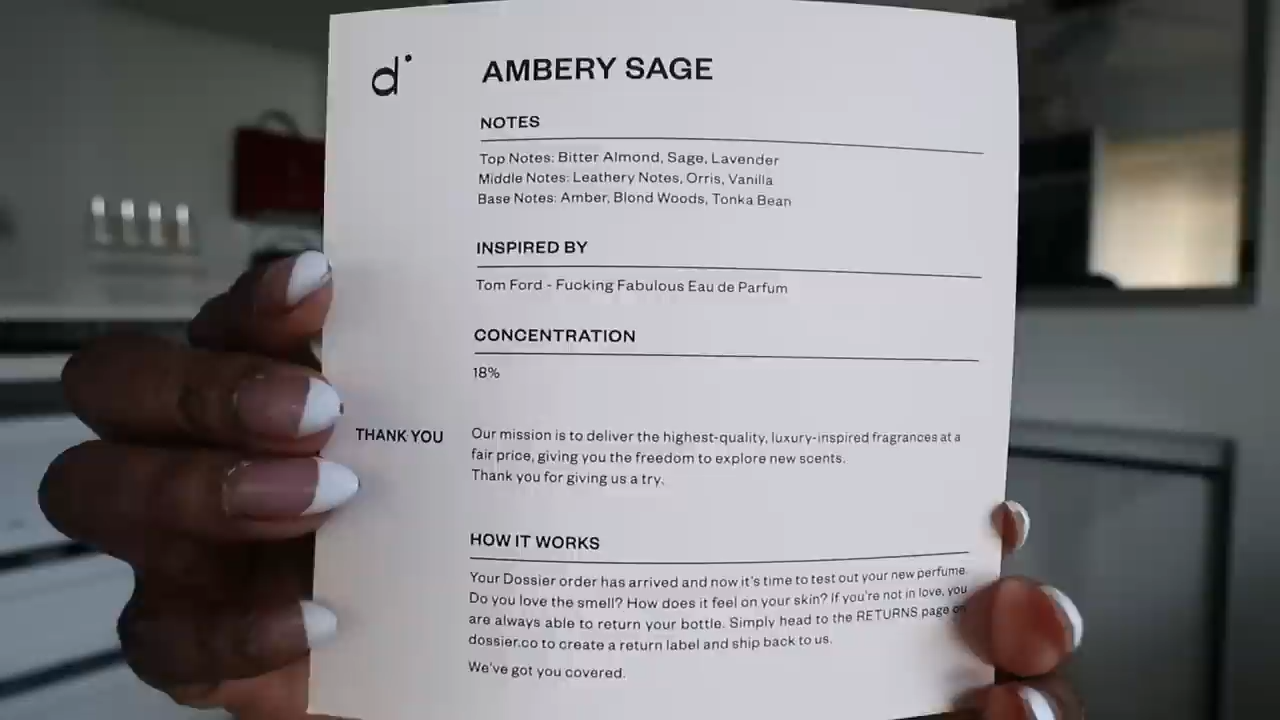 d°
AMBERY SAGE
NOTES
Top Notes: Bitter Almond, Sage, Lavender
Middle Notes: Leathery Notes, Orris, Vanilla
Base Notes: Amber, Blond Woods, Tonka Bean
INSPIRED BY
Tom Ford - Fucking Fabulous Eau de Parfum
CONCENTRATION
18%
THANK YOU
Our mission is to deliver the highest-quality, luxury-inspired fragrances at a
fair price, giving you the freedom to explore new scents.
Thank you for giving us a try.
HOW IT WORKS
Your Dossier order has arrived and now it's time to test out your new perfume.
Do you love the smell? How does it feel on your skin? If you're not in love, you
are always able to return your bottle. Simply head to the RETURNS page on
dossier.co to create a return label and ship back to us.
We've got you covered.